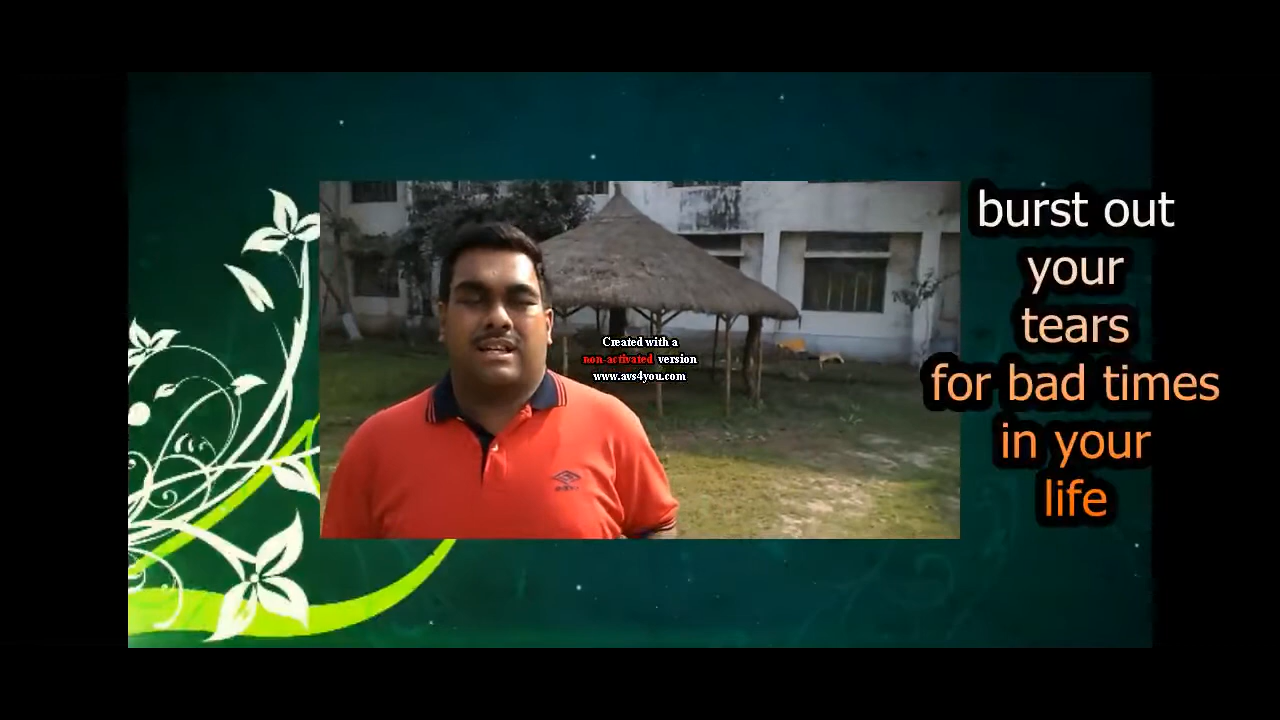 burst out
your
tears
for bad times
in your
life
Created with a
non-activated version
www.avs4you.com